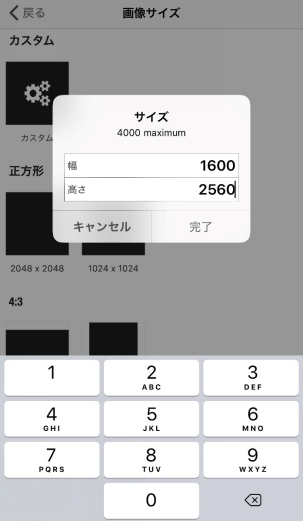 戻る
画像サイズ
カスタム
カスタム
サイズ
4000 maximum
幅 1600
高さ 2560
キャンセル 完了
正方形
2048 x 2048 1024 x 1024
4:3
1 2 3
ABC DEF
4 5 6
GHI JKL MNO
7 8 9
PQRS TUV WXYZ
0